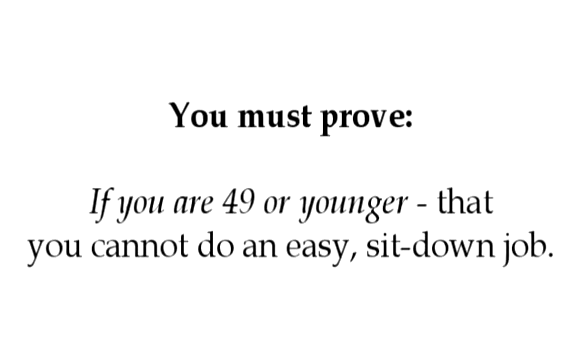 You must prove:
If you are 49 or younger - that
you cannot do an easy, sit-down job.